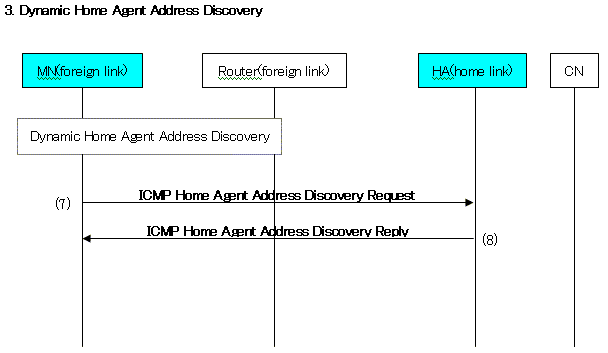 3. Dynamic Home Agent Address Discovery
MN(foreign link)
Router(foreign link)
HA(home link)
CN
Dynamic Home Agent Address Discovery
ICMP Home Agent Address Discovery Request
(7)
ICMP Home Agent Address Discovery Reply
(8)